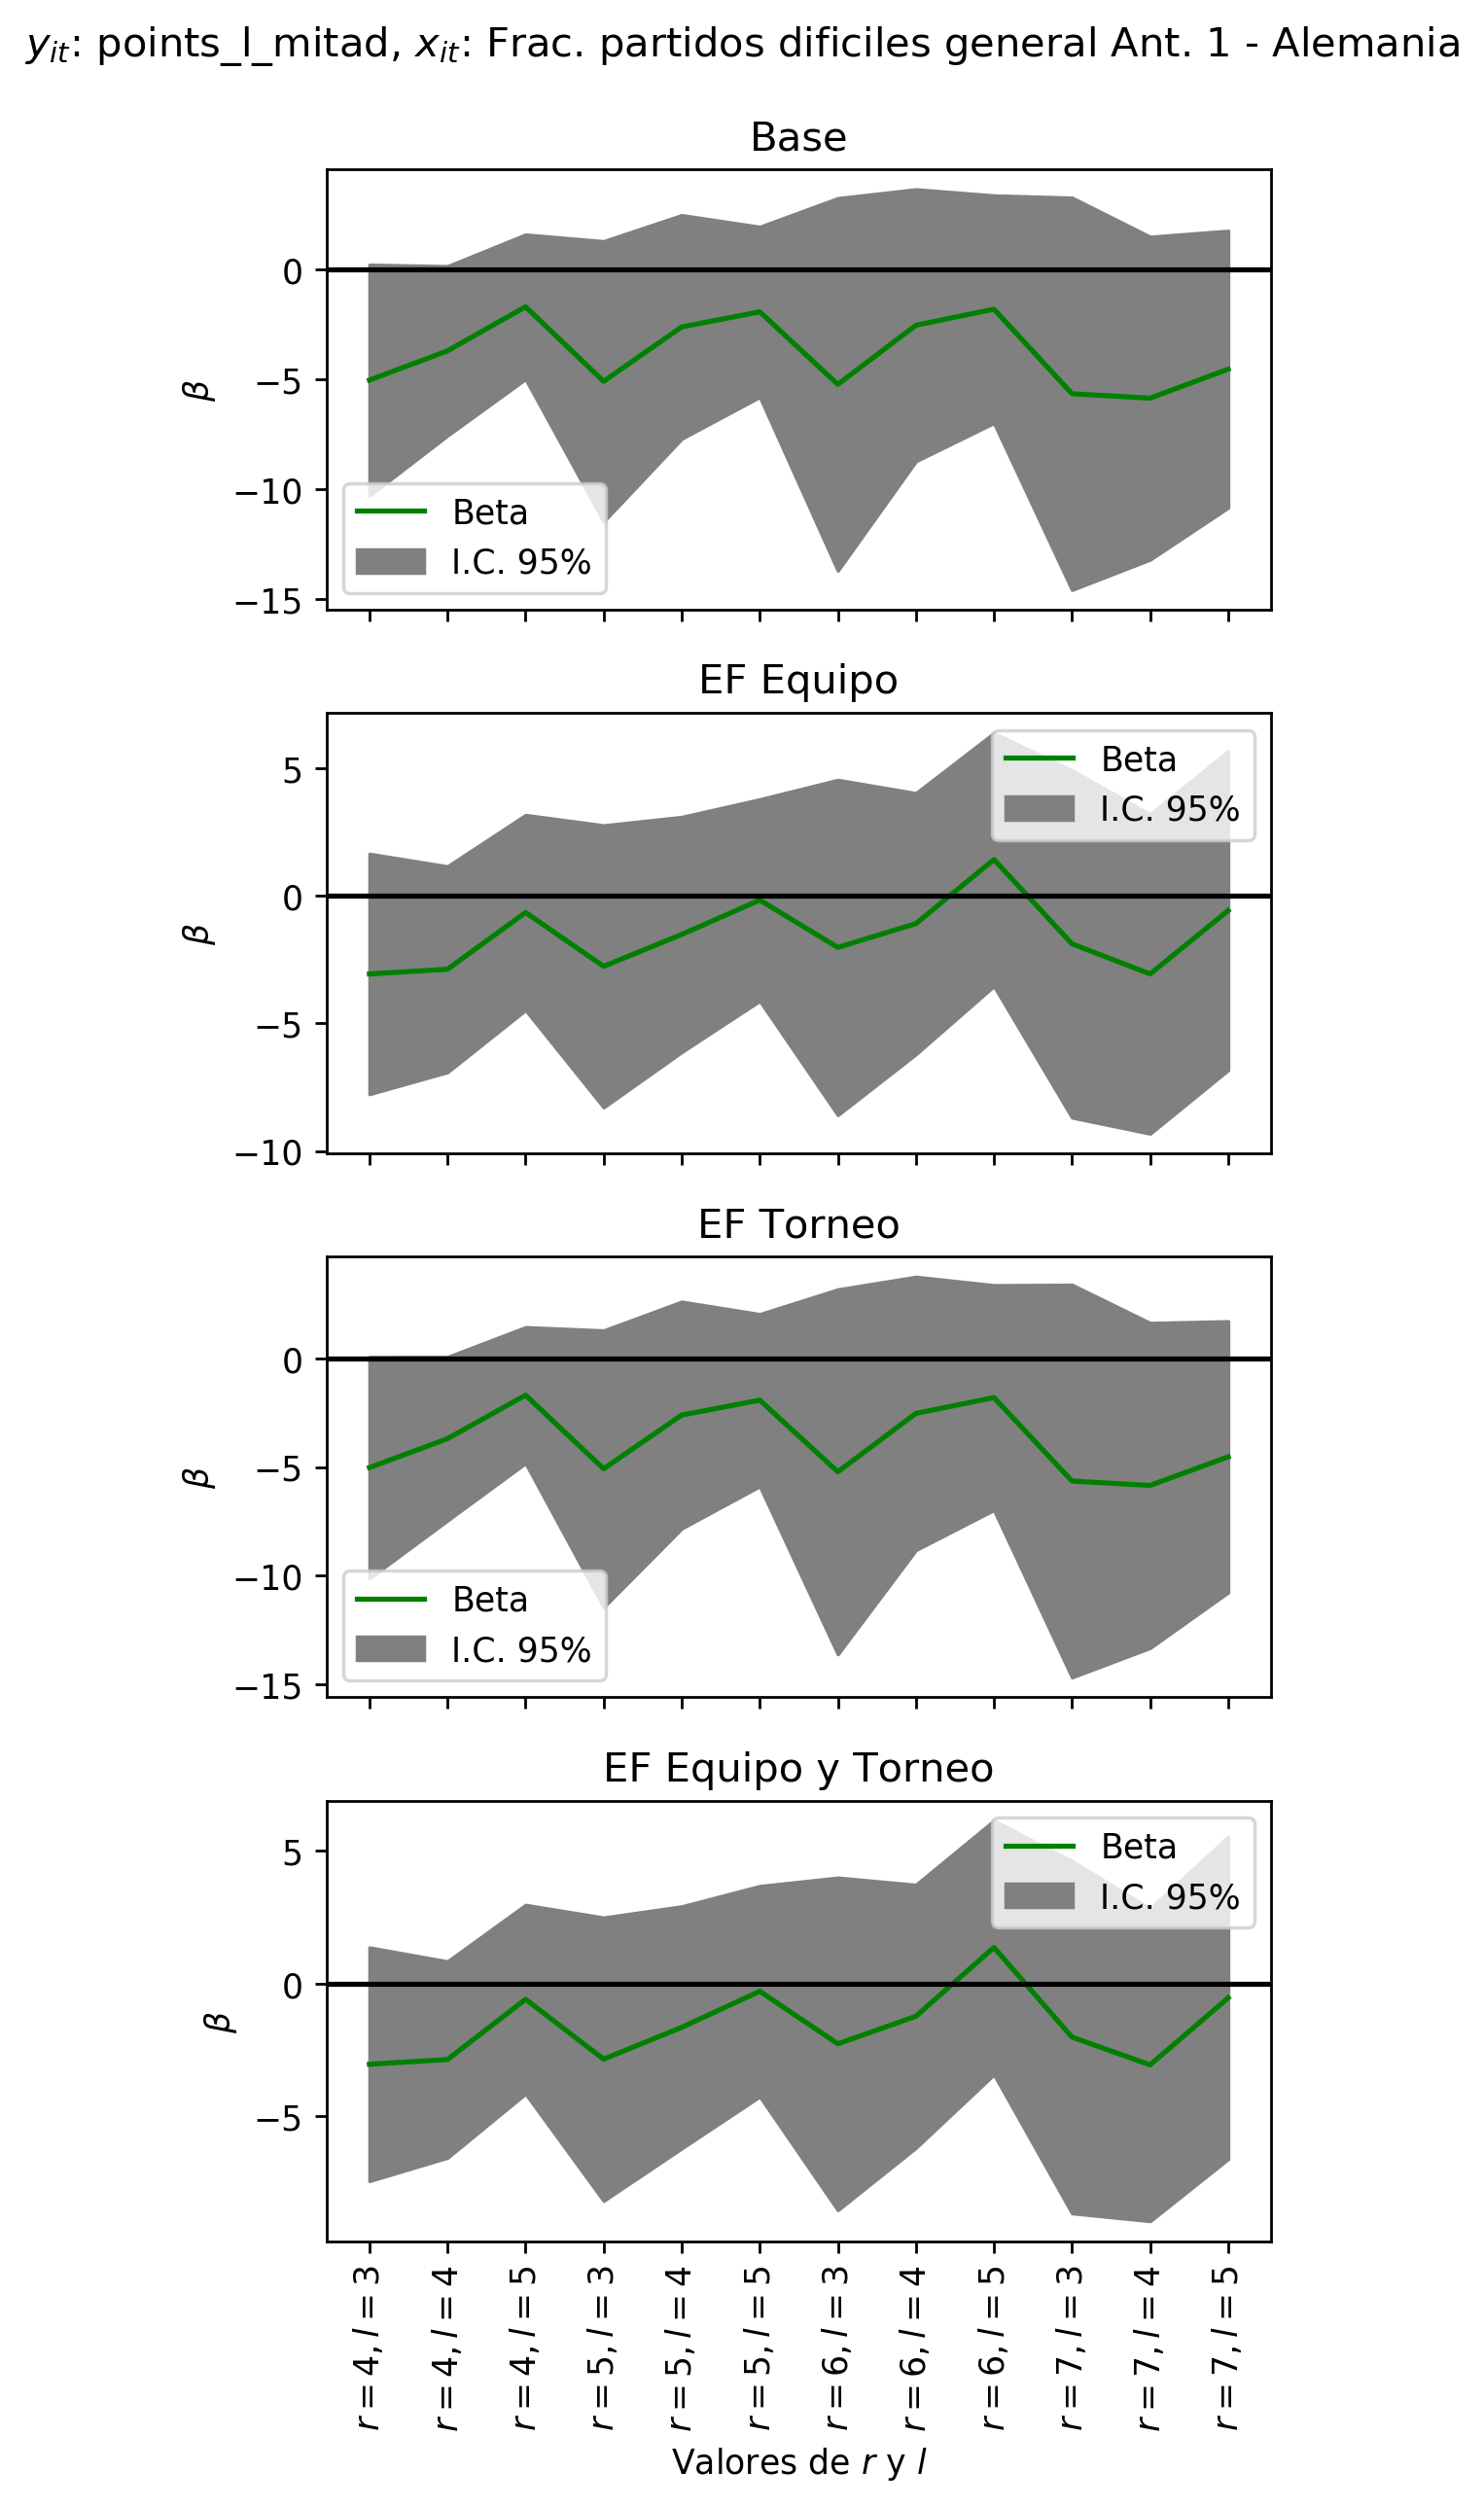 y_it: points_l_mitad, x_it: Frac. partidos dificiles general Ant. 1 - Alemania
Base
0
−5
−10
−15
β
Beta
I.C. 95%
EF Equipo
5
0
−5
−10
β
Beta
I.C. 95%
EF Torneo
0
−5
−10
−15
β
Beta
I.C. 95%
EF Equipo y Torneo
5
0
−5
β
Beta
I.C. 95%
r = 4, l = 3
r = 4, l = 4
r = 4, l = 5
r = 5, l = 3
r = 5, l = 4
r = 5, l = 5
r = 6, l = 3
r = 6, l = 4
r = 6, l = 5
r = 7, l = 3
r = 7, l = 4
r = 7, l = 5
Valores de r y l